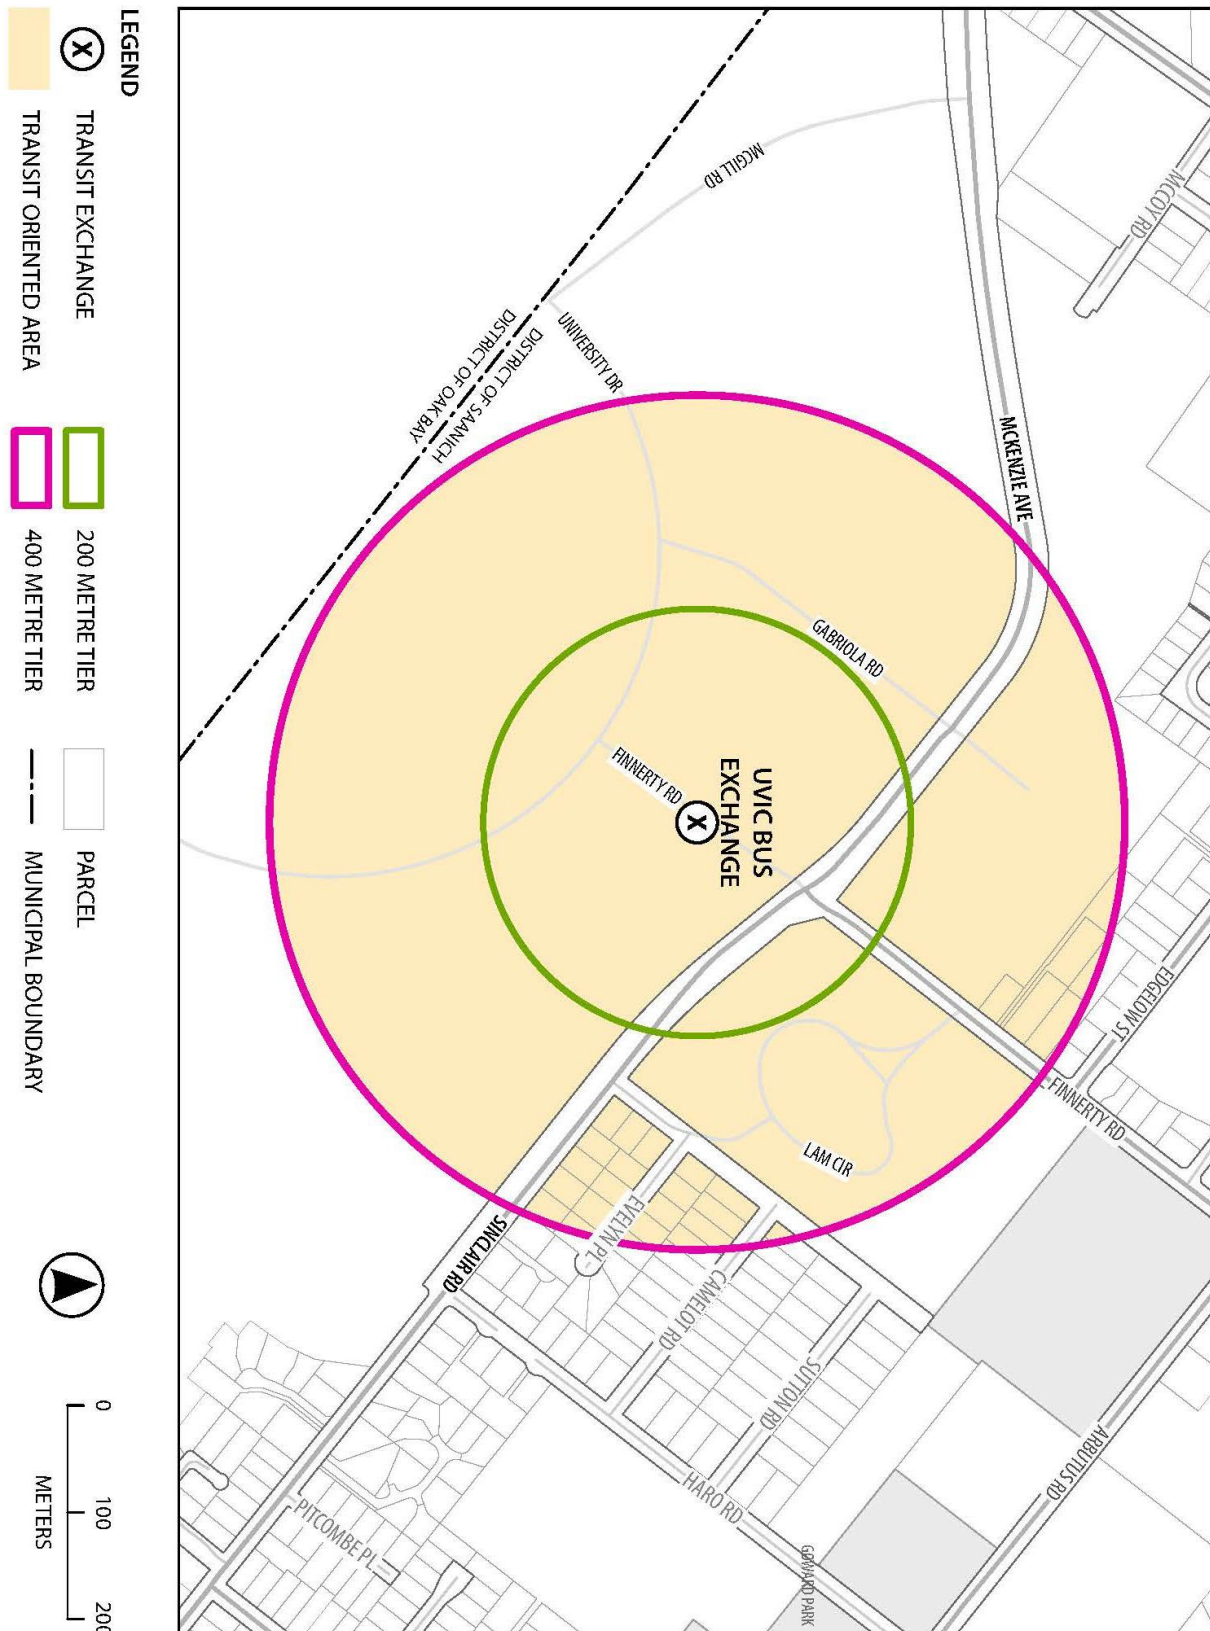 MCCOY RD
MCGILL RD
UNIVERSITY DR
DISTRICT OF SAANICH
DISTRICT OF OAK BAY
MCKENZIE AVE
GABRIOLA RD
FINNERTY RD
X
UVIC BUS
EXCHANGE
EDGELOW ST
FINNERTY RD
LAM CIR
EVELYN PL
SINCLAIR RD
CAMELOT RD
SUTTON RD
ARBUTUS RD
HARO RD
GOWARD PARK
PITCOMBE PL
LEGEND
X
TRANSIT EXCHANGE
TRANSIT ORIENTED AREA
200 METRE TIER
400 METRE TIER
PARCEL
MUNICIPAL BOUNDARY
0 100 200
METERS